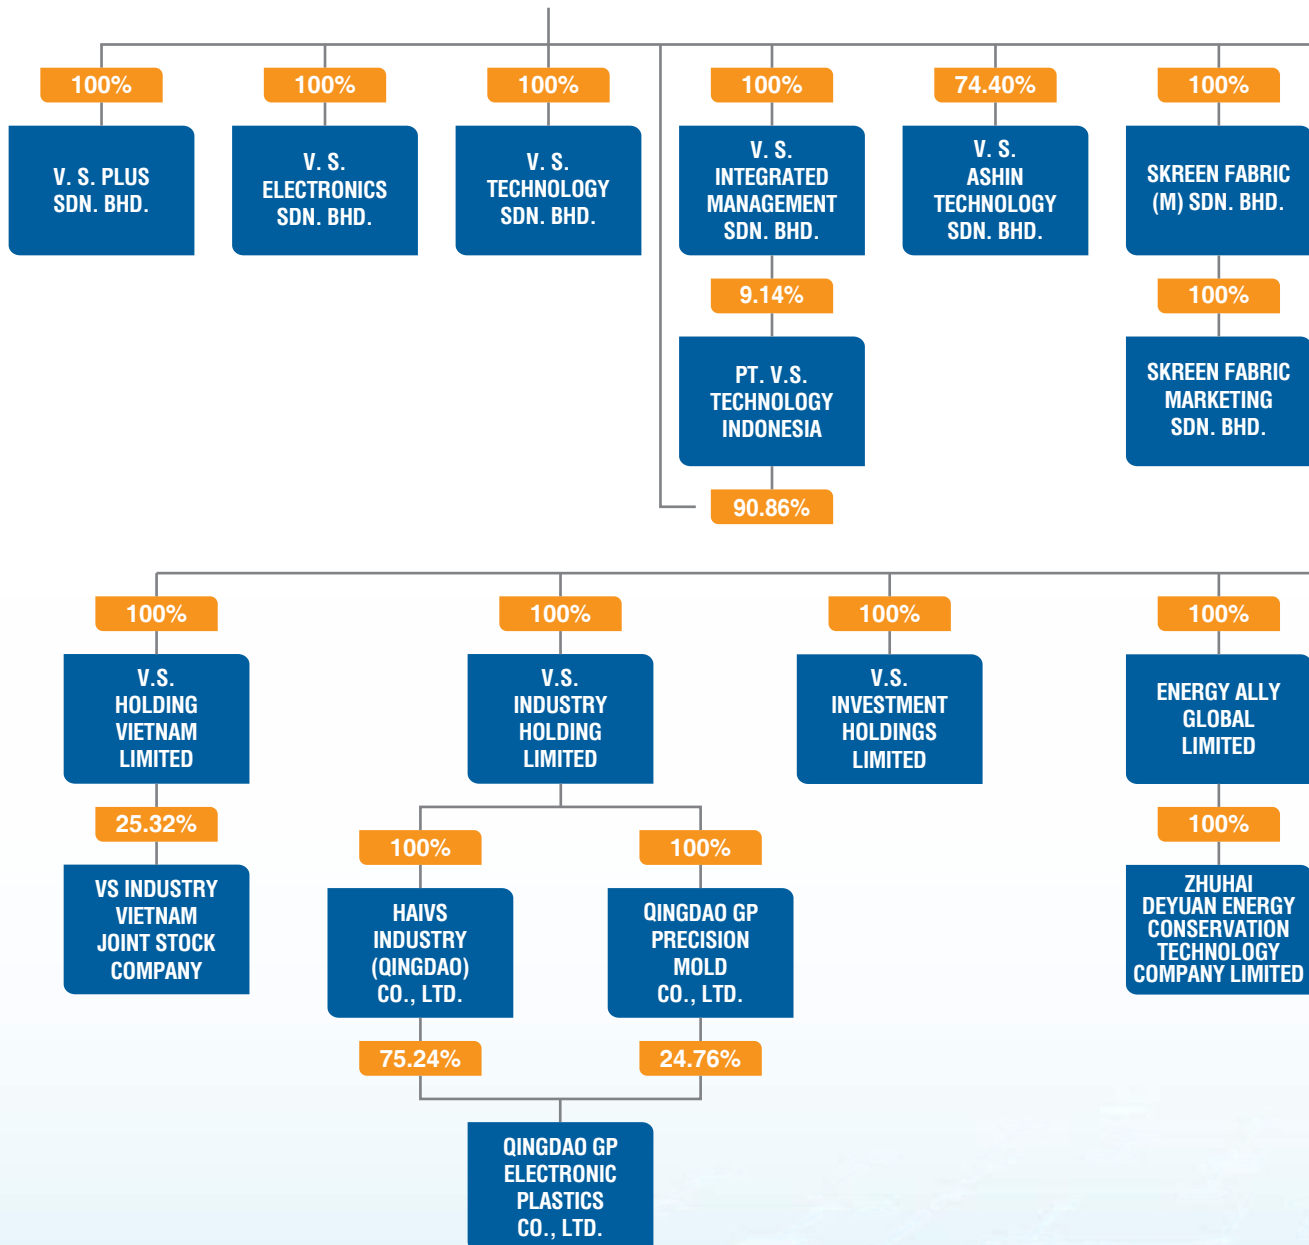 100%
100%
100%
100%
74.40%
100%
V. S. PLUS
SDN. BHD.
V. S.
ELECTRONICS
SDN. BHD.
V. S.
TECHNOLOGY
SDN. BHD.
V. S.
INTEGRATED
MANAGEMENT
SDN. BHD.
V. S.
ASHIN
TECHNOLOGY
SDN. BHD.
SKREEN FABRIC
(M) SDN. BHD.
9.14%
100%
PT. V.S.
TECHNOLOGY
INDONESIA
SKREEN FABRIC
MARKETING
SDN. BHD.
90.86%
100%
100%
100%
100%
V.S.
HOLDING
VIETNAM
LIMITED
V.S.
INDUSTRY
HOLDING
LIMITED
V.S.
INVESTMENT
HOLDINGS
LIMITED
ENERGY ALLY
GLOBAL
LIMITED
25.32%
100%
100%
100%
VS INDUSTRY
VIETNAM
JOINT STOCK
COMPANY
HAIVS
INDUSTRY
(QINGDAO)
CO., LTD.
QINGDAO GP
PRECISION
MOLD
CO., LTD.
ZHUHAI
DEYUAN ENERGY
CONSERVATION
TECHNOLOGY
COMPANY LIMITED
75.24%
24.76%
QINGDAO GP
ELECTRONIC
PLASTICS
CO., LTD.